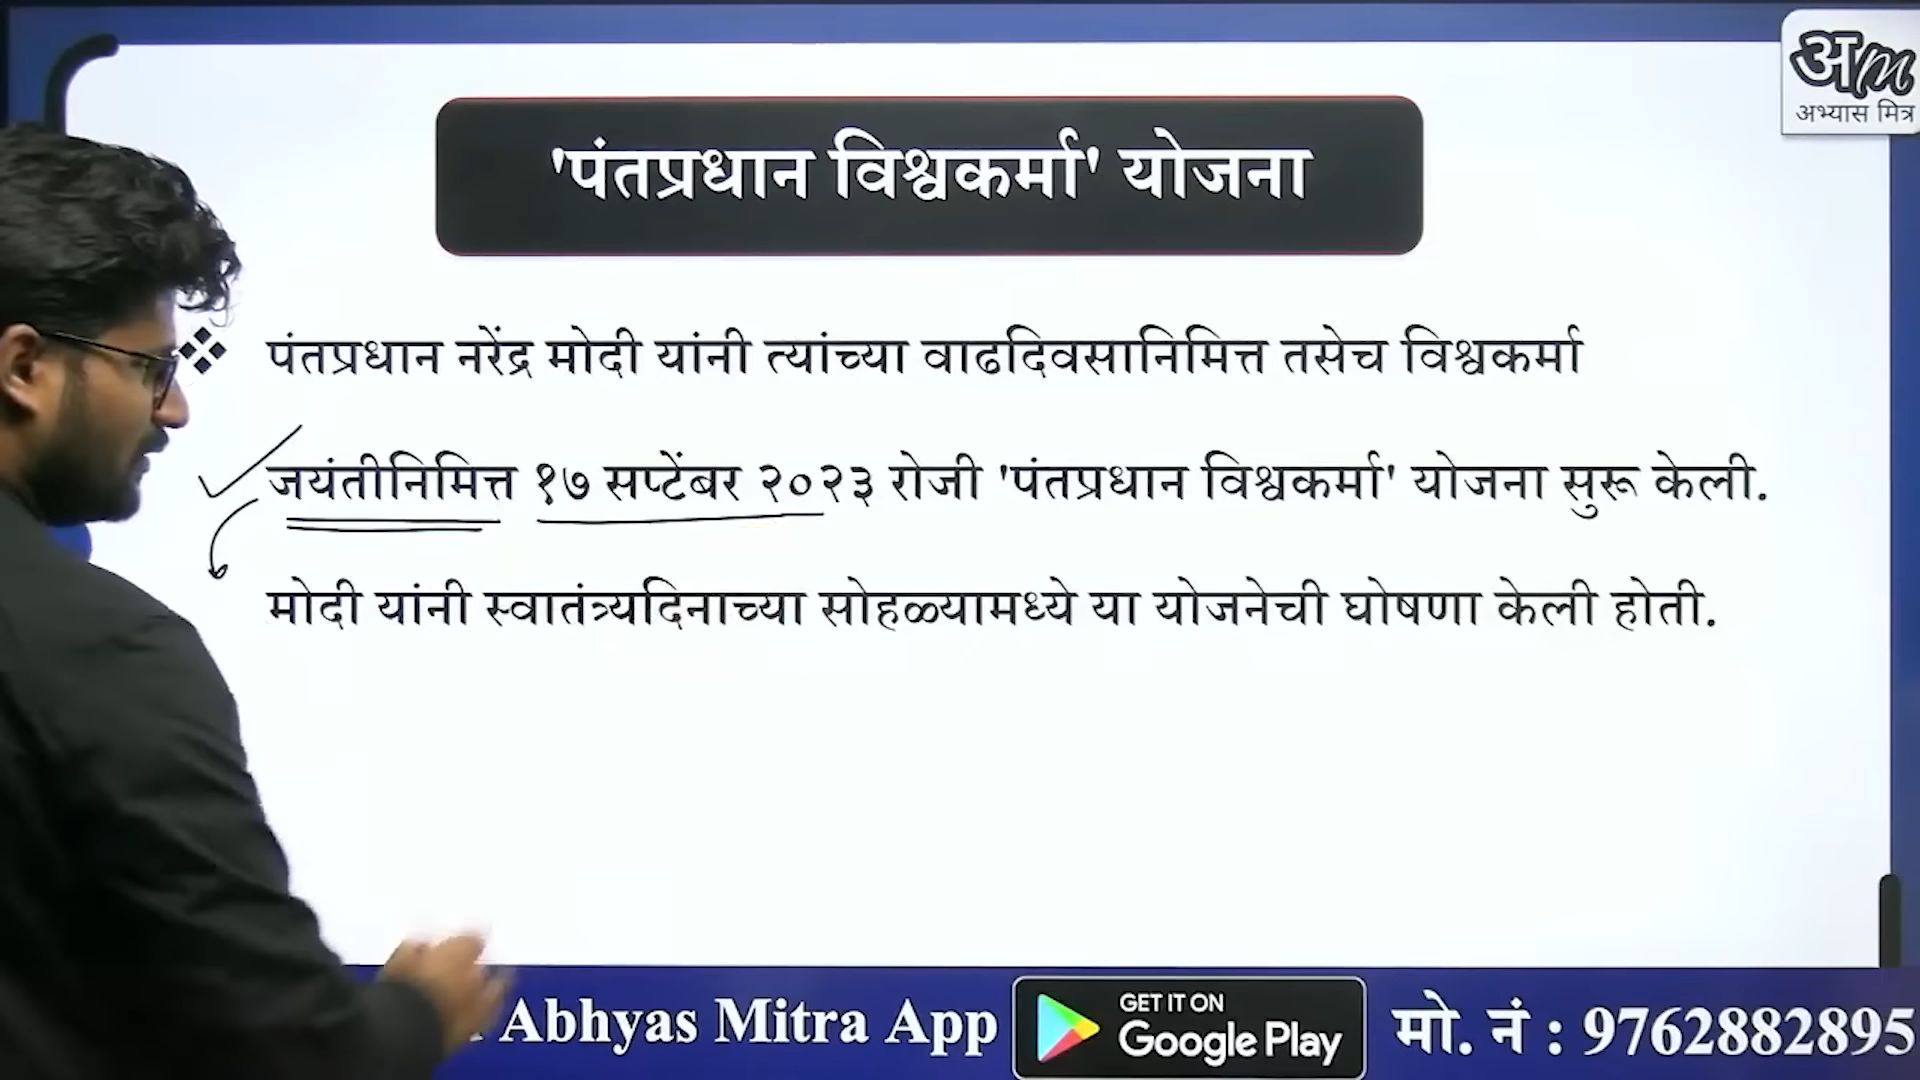 अm
अभ्यास मित्र
'पंतप्रधान विश्वकर्मा' योजना
❖ पंतप्रधान नरेंद्र मोदी यांनी त्यांच्या वाढदिवसानिमित्त तसेच विश्वकर्मा
जयंतीनिमित्त १७ सप्टेंबर २०२३ रोजी 'पंतप्रधान विश्वकर्मा' योजना सुरू केली.
मोदी यांनी स्वातंत्र्यदिनाच्या सोहळ्यामध्ये या योजनेची घोषणा केली होती.
Abhyas Mitra App
GET IT ON
Google Play
मो. नं : 9762882895